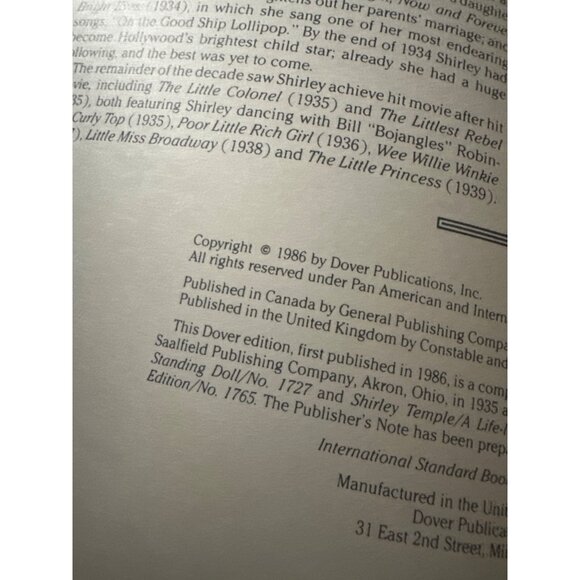 daughte
out her parents' marriage; Now and Foreve
Bright Eyes (1934), in which she sang one of her most endearing
songs, "On the Good Ship Lollipop." By the end of 1934 Shirley had
become Hollywood's brightest child star; already she had a huge
following, and the best was yet to come.
The remainder of the decade saw Shirley achieve hit movie after hit
vie, including The Little Colonel (1935) and The Littlest Rebel
35), both featuring Shirley dancing with Bill "Bojangles" Robin-
Curly Top (1935), Poor Little Rich Girl (1936), Wee Willie Winkie
7), Little Miss Broadway (1938) and The Little Princess (1939).
Copyright © 1986 by Dover Publications, Inc.
All rights reserved under Pan American and Intern
Published in Canada by General Publishing Compa
Published in the United Kingdom by Constable and
This Dover edition, first published in 1986, is a comp
Saalfield Publishing Company, Akron, Ohio, in 1935 a
Standing Doll/No. 1727 and Shirley Temple/A Life-L
Edition/No. 1765. The Publisher's Note has been prep
International Standard Boo
Manufactured in the Unit
Dover Publica
31 East 2nd Street, Mi